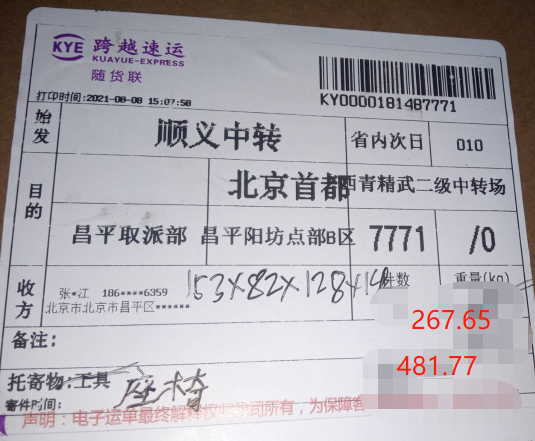 KYE 跨越速运
KUAYUE-EXPRESS
随货联
打印时间:2021-08-08 15:07:58
KY0000181487771
始发 顺义中转 省内次日 010
目的 北京首都 西青精武二级中转场
昌平取派部 昌平阳坊点部B区 7771 /0
收方 张*江 186****6359 153×82×128 件数 重量(kg)
北京市北京市昌平区******
267.65
备注:
481.77
托寄物:工具 座椅
寄件时间:
声明:电子运单最终解释权 司所有,为保障客